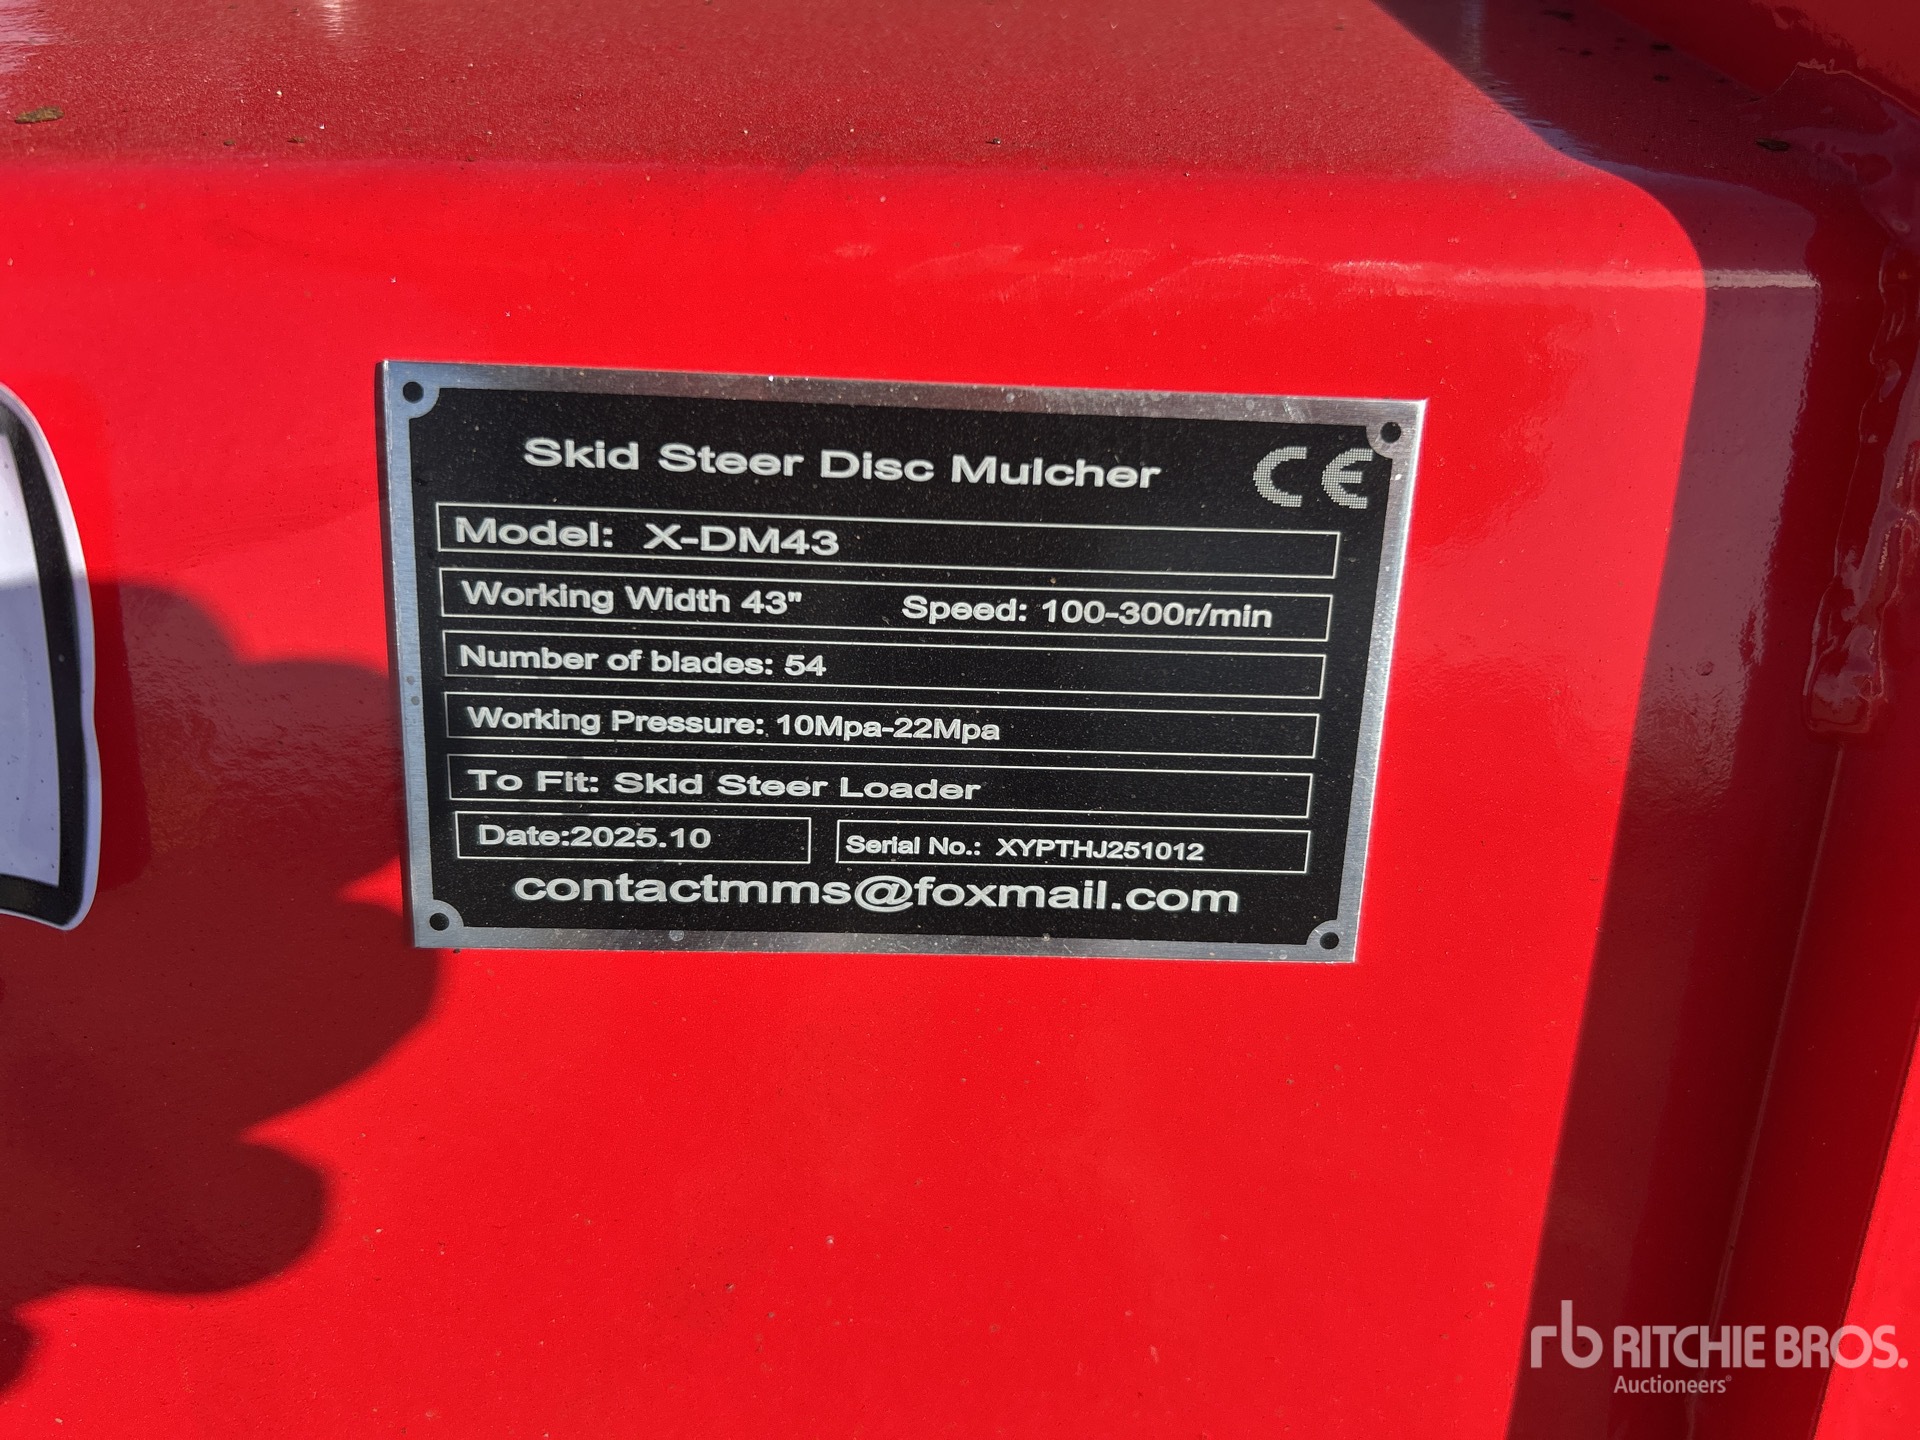 Skid Steer Disc Mulcher CE
Model: X-DM43
Working Width 43" Speed: 100-300r/min
Number of blades: 54
Working Pressure: 10Mpa-22Mpa
To Fit: Skid Steer Loader
Date:2025.10 Serial No.: XYPTHJ251012
contactmms@foxmail.com
rb RITCHIE BROS.
Auctioneers®